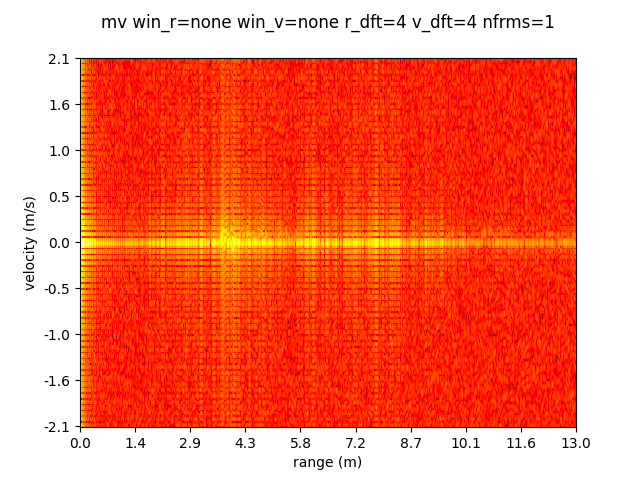 mv win_r=none win_v=none r_dft=4 v_dft=4 nfrms=1
2.1
1.6
1.0
0.5
0.0
-0.5
-1.0
-1.6
-2.1
velocity (m/s)
0.0 1.4 2.9 4.3 5.8 7.2 8.7 10.1 11.6 13.0
range (m)